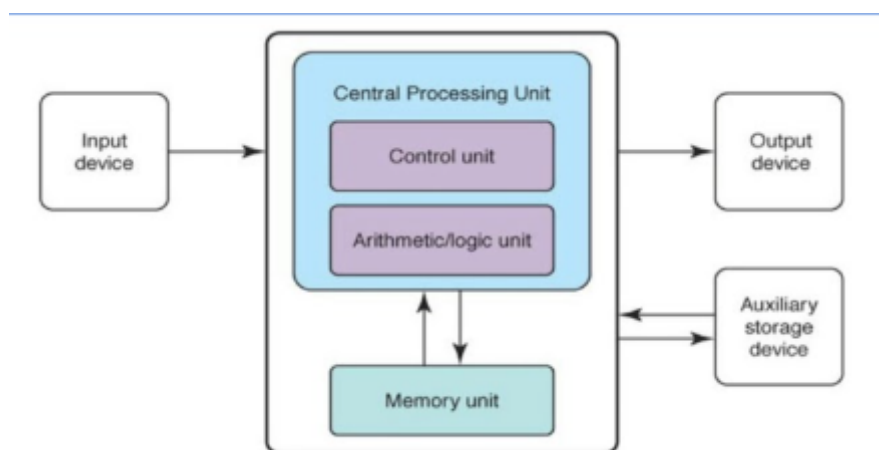 Central Processing Unit
Input
device
Control unit
Output
device
Arithmetic/logic unit
Auxiliary
storage
device
Memory unit